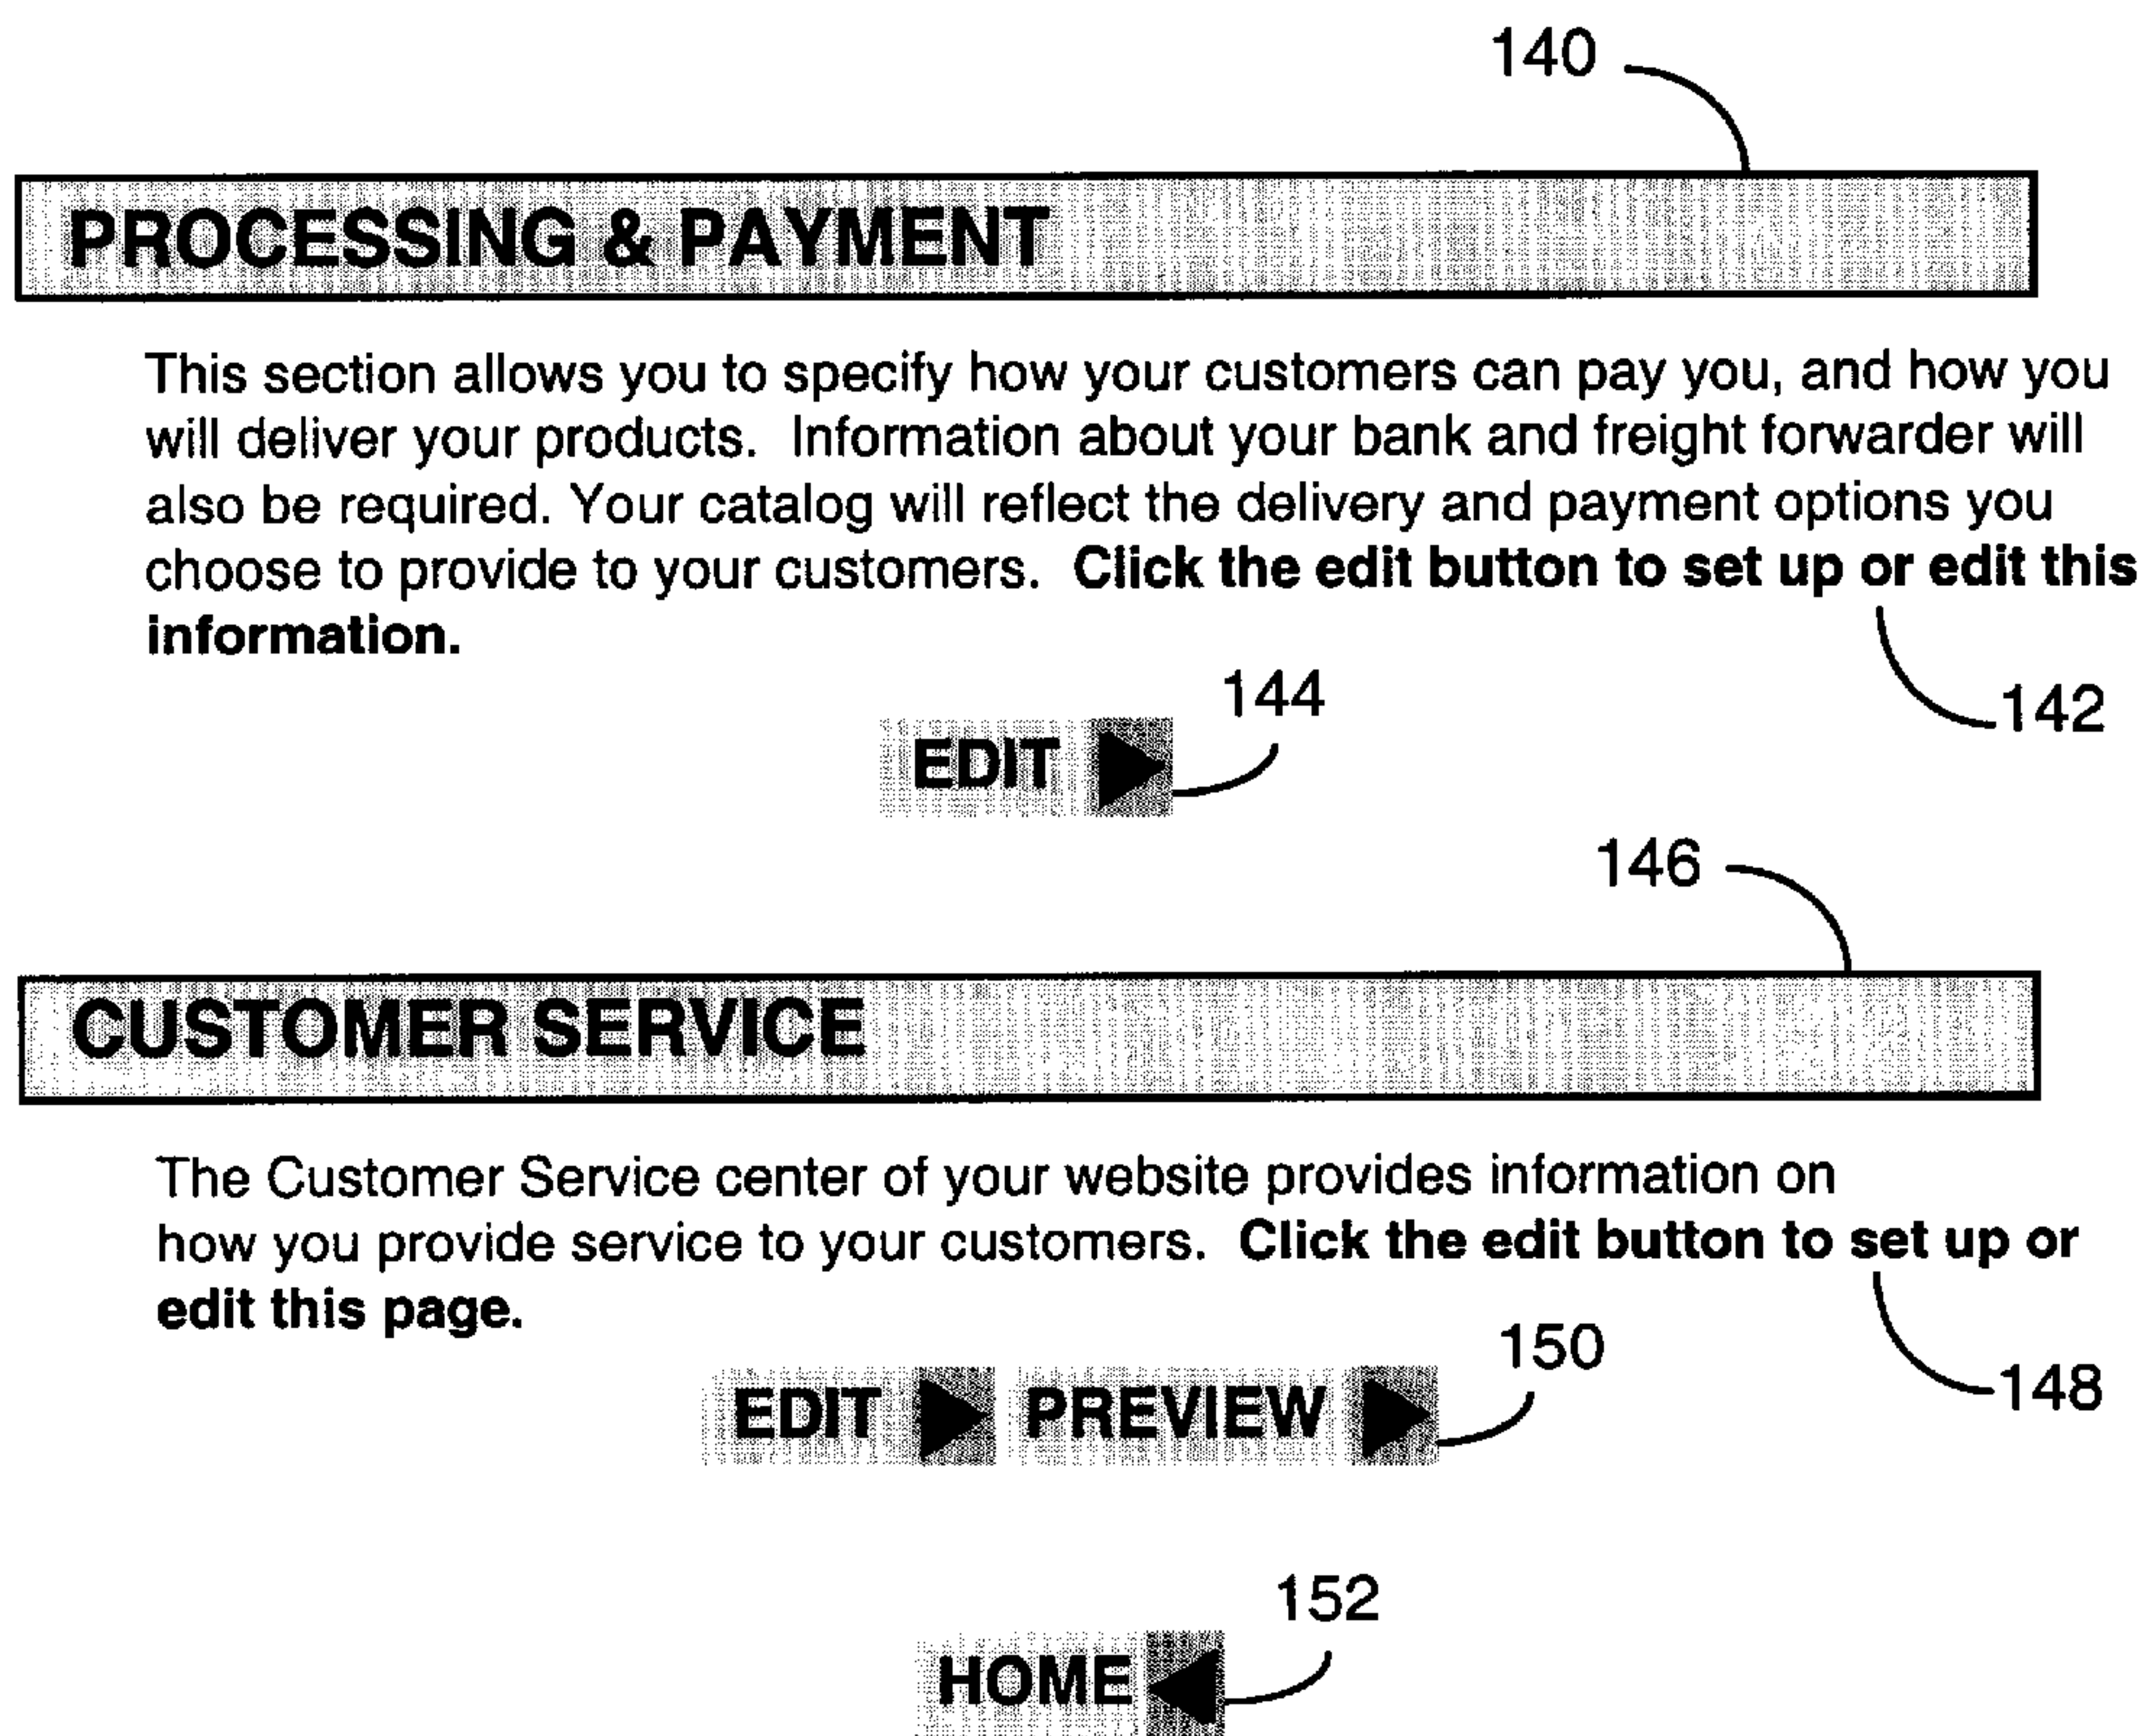 140
PROCESSING & PAYMENT
This section allows you to specify how your customers can pay you, and how you
will deliver your products. Information about your bank and freight forwarder will
also be required. Your catalog will reflect the delivery and payment options you
choose to provide to your customers. Click the edit button to set up or edit this
information.
144
142
EDIT
146
CUSTOMER SERVICE
The Customer Service center of your website provides information on
how you provide service to your customers. Click the edit button to set up or
edit this page.
150
148
EDIT PREVIEW
152
HOME